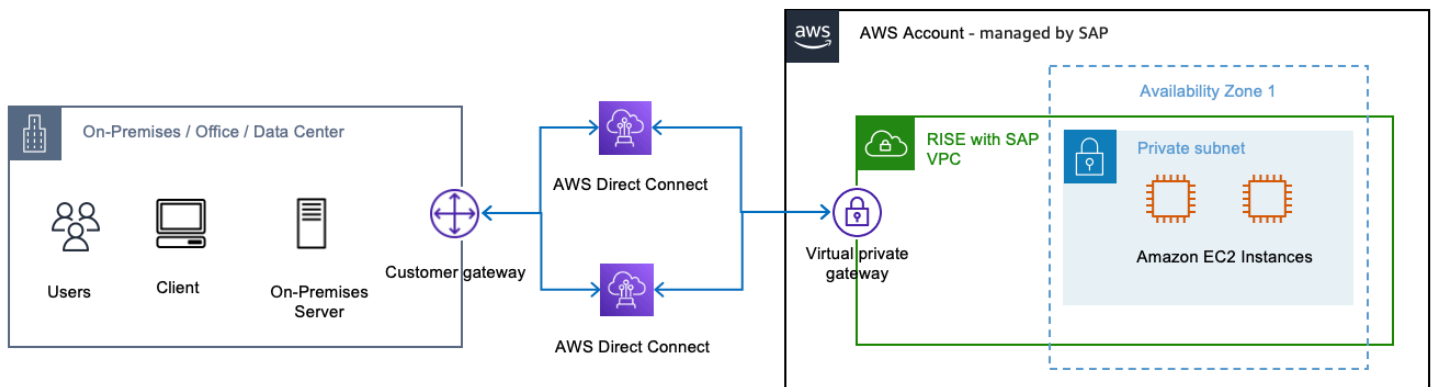 aws
AWS Account - managed by SAP
Availability Zone 1
On-Premises / Office / Data Center
RISE with SAP
VPC
Private subnet
AWS Direct Connect
Users
Client
On-Premises
Server
Customer gateway
Virtual private
gateway
Amazon EC2 Instances
AWS Direct Connect